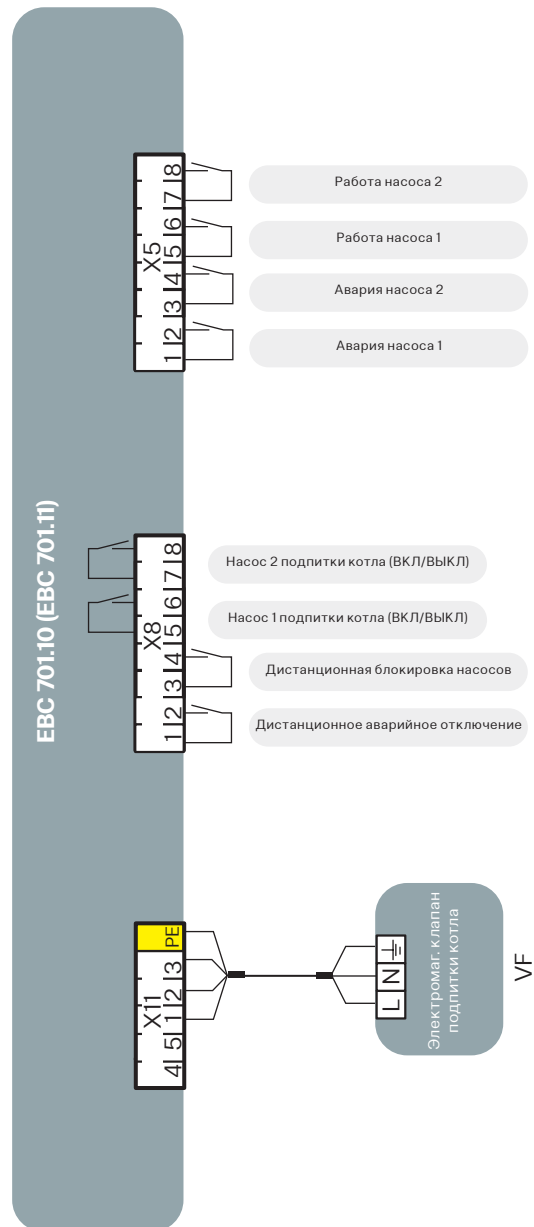 EBC 701.10 (EBC 701.11)
X5
1 2 3 4 5 6 7 8
Работа насоса 2
Работа насоса 1
Авария насоса 2
Авария насоса 1
X8
1 2 3 4 5 6 7 8
Насос 2 подпитки котла (ВКЛ/ВЫКЛ)
Насос 1 подпитки котла (ВКЛ/ВЫКЛ)
Дистанционная блокировка насосов
Дистанционное аварийное отключение
X11
4 5 1 2 3 PE
L N
Электромаг. клапан
подпитки котла
VF